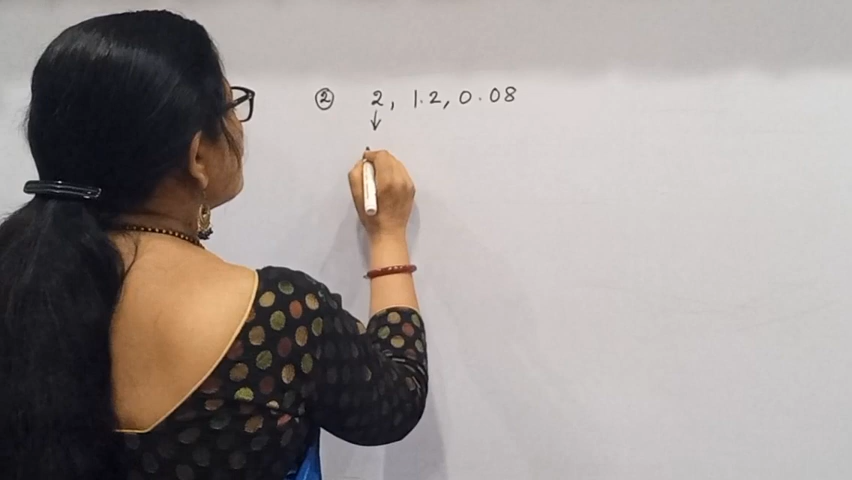 ② 2, 1.2, 0.08
↓